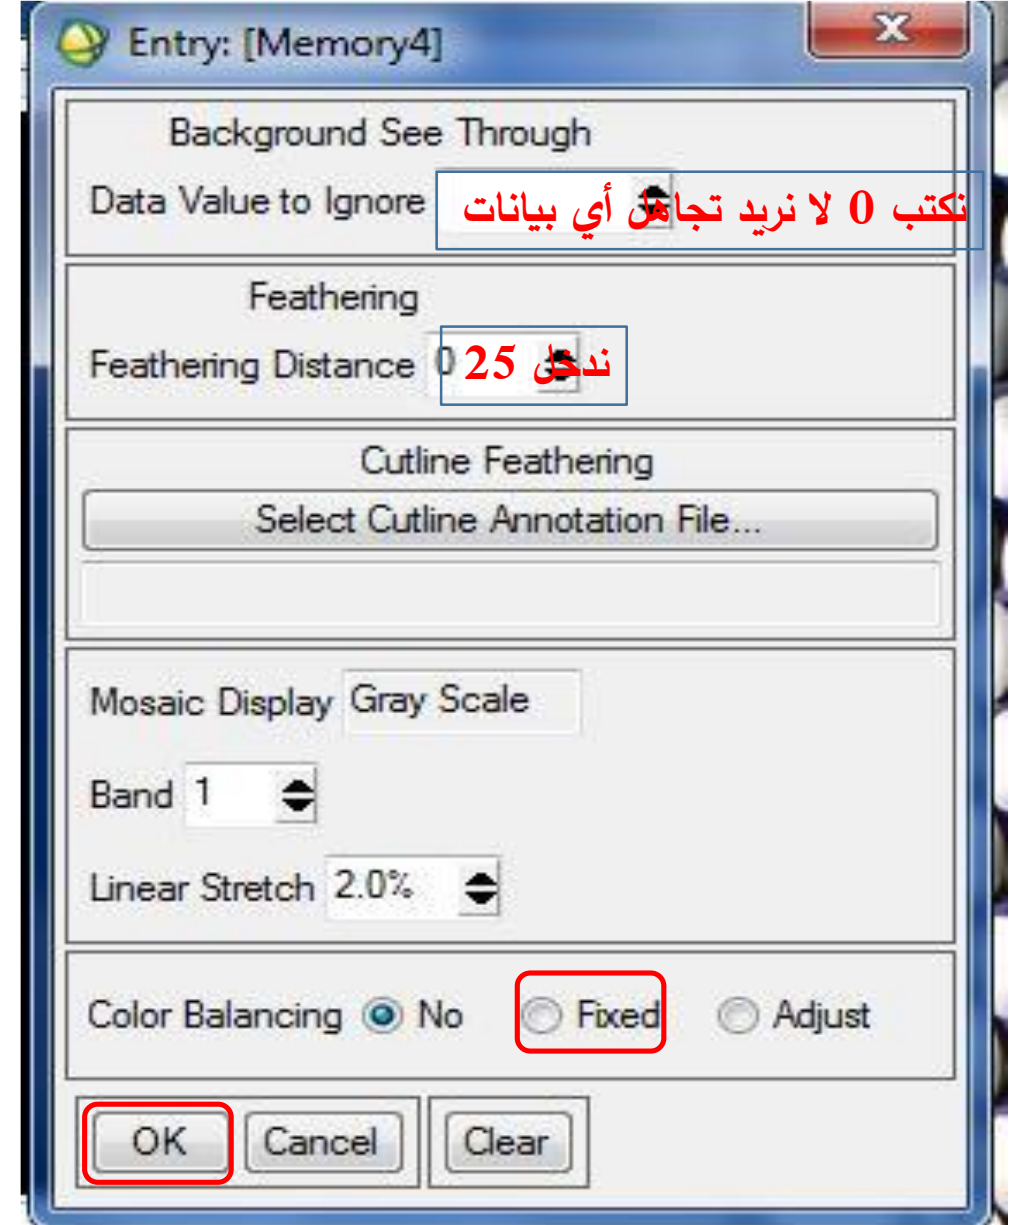 Entry: [Memory4]
Background See Through
Data Value to Ignore نكتب 0 لا نريد تجاهل أي بيانات
Feathering
Feathering Distance 0 ندخل 25
Cutline Feathering
Select Cutline Annotation File...
Mosaic Display Gray Scale
Band 1
Linear Stretch 2.0%
Color Balancing No Fixed Adjust
OK Cancel Clear